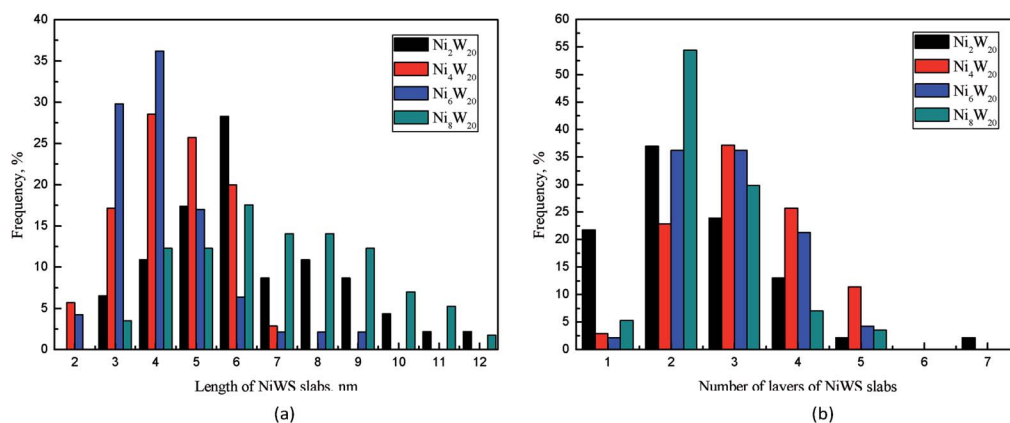 40
35
30
25
20
15
10
5
0
Frequency, %
Ni₂W₂₀
Ni₄W₂₀
Ni₆W₂₀
Ni₈W₂₀
2 3 4 5 6 7 8 9 10 11 12
Length of NiWS slabs, nm
(a)
60
55
50
45
40
35
30
25
20
15
10
5
0
Frequency, %
Ni₂W₂₀
Ni₄W₂₀
Ni₆W₂₀
Ni₈W₂₀
1 2 3 4 5 6 7
Number of layers of NiWS slabs
(b)